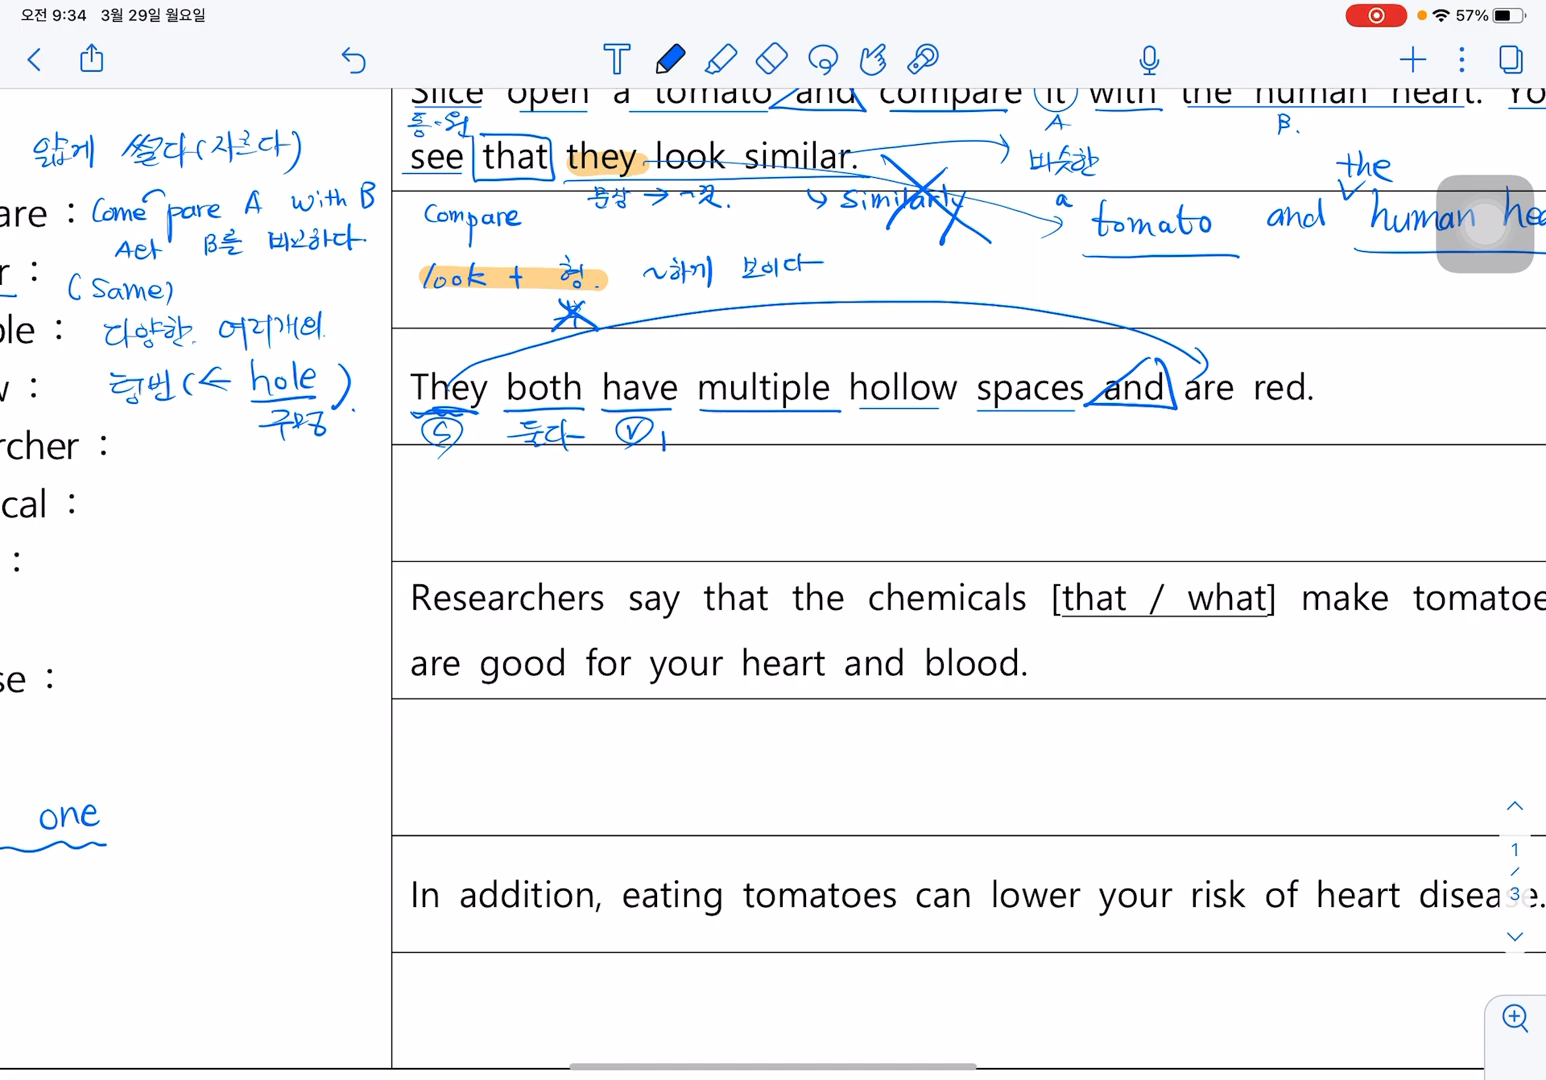 오전 9:34 3월 29일 월요일
57%
Slice open a tomato and compare it with the human heart. Yo
동-원
A
B.
얇게 썰다(자르다)
see that they look similar.
비슷한
the
are : Compare A with B
Compare
문장 →
↳ Similarly
a tomato and human hea
A와 B를 비교하다.
r : (Same)
look + 형. ~하게 보이다
ple : 다양한. 여러개의
w : 텅빈(← hole).
구멍
They both have multiple hollow spaces and are red.
S 둘다 V1
rcher :
cal :
:
Researchers say that the chemicals [that / what] make tomatoe
are good for your heart and blood.
se :
one
1
/
3
In addition, eating tomatoes can lower your risk of heart disease.